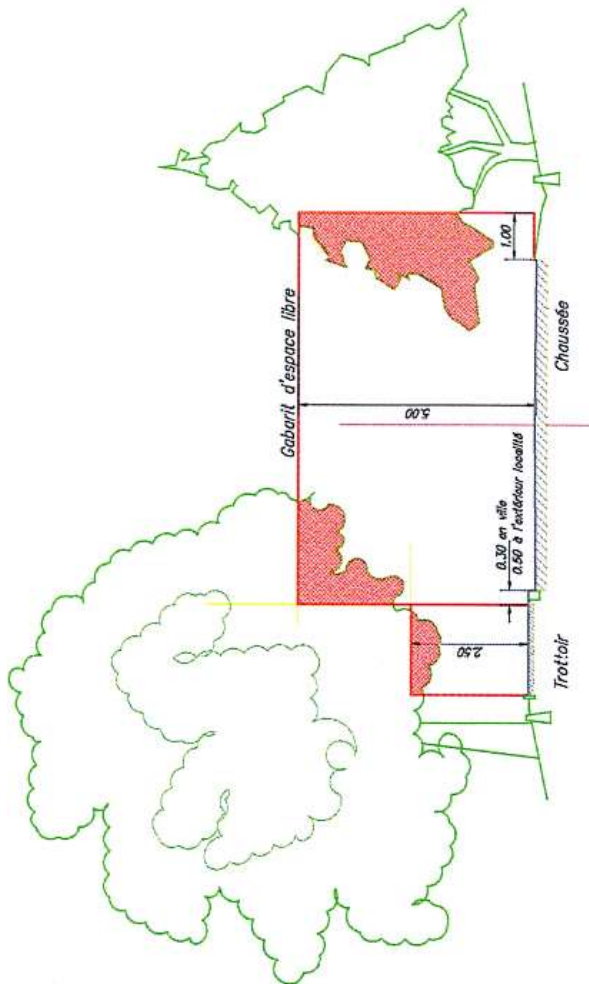 Gabarit d'espace libre
5.00
1.00
0.30 en ville
0.50 à l'extérieur localité
2.50
Trottoir
Chaussée